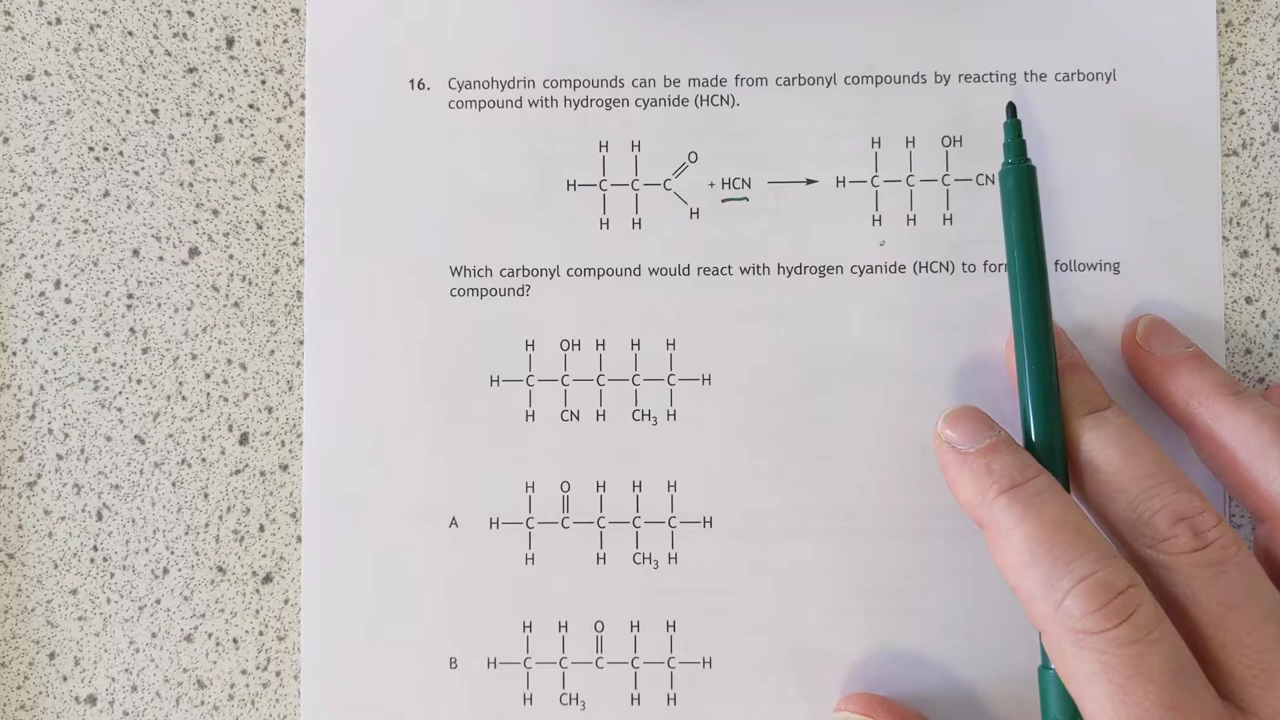 16. Cyanohydrin compounds can be made from carbonyl compounds by reacting the carbonyl
compound with hydrogen cyanide (HCN).
H H O H H OH
H—C—C—C + HCN → H—C—C—C—CN
H H H H H H
Which carbonyl compound would react with hydrogen cyanide (HCN) to following
compound?
H OH H H H
H—C—C—C—C—C—H
H CN H CH₃ H
H O H H H
A H—C—C—C—C—C—H
H H CH₃ H
H H O H H
B H—C—C—C—C—C—H
H CH₃ H H